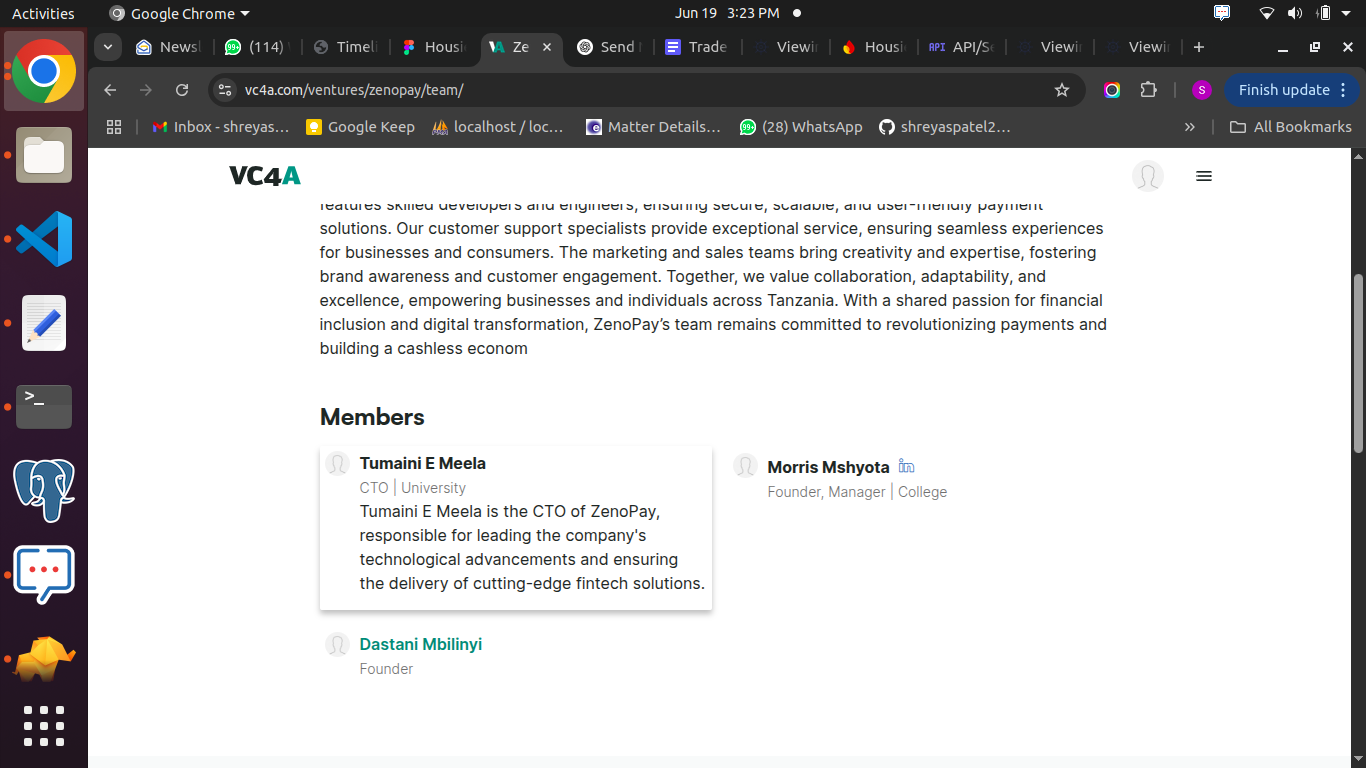 Activities
Google Chrome
Jun 19 3:23 PM
Newsl
(114)
Timeli
Housi
Ze
Send
Trade
Viewi
Housi
API
API/Se
Viewi
Viewi
vc4a.com/ventures/zenopay/team/
S
Finish update
Inbox - shreyas…
Google Keep
localhost / loc…
Matter Details…
(28) WhatsApp
shreyaspatel2…
»
All Bookmarks
VC4A
features skilled developers and engineers, ensuring secure, scalable, and user-friendly payment
solutions. Our customer support specialists provide exceptional service, ensuring seamless experiences
for businesses and consumers. The marketing and sales teams bring creativity and expertise, fostering
brand awareness and customer engagement. Together, we value collaboration, adaptability, and
excellence, empowering businesses and individuals across Tanzania. With a shared passion for financial
inclusion and digital transformation, ZenoPay’s team remains committed to revolutionizing payments and
building a cashless econom
Members
Tumaini E Meela
CTO | University
Tumaini E Meela is the CTO of ZenoPay,
responsible for leading the company's
technological advancements and ensuring
the delivery of cutting-edge fintech solutions.
Morris Mshyota in
Founder, Manager | College
Dastani Mbilinyi
Founder